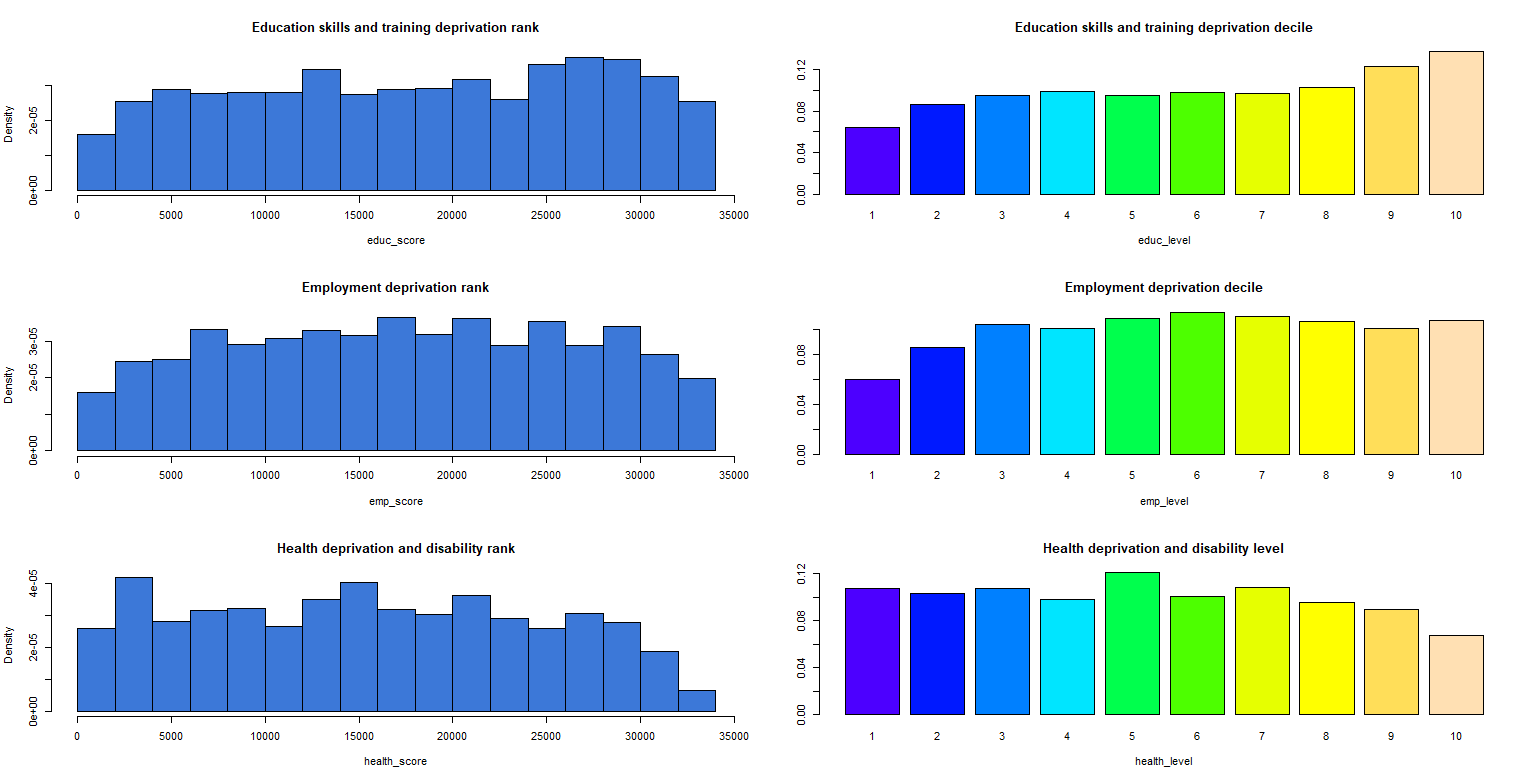 Education skills and training deprivation rank
Density
0e+00 2e-05
0 5000 10000 15000 20000 25000 30000 35000
educ_score
Education skills and training deprivation decile
0.00 0.04 0.08 0.12
1 2 3 4 5 6 7 8 9 10
educ_level
Employment deprivation rank
Density
0e+00 2e-05 3e-05
0 5000 10000 15000 20000 25000 30000 35000
emp_score
Employment deprivation decile
0.00 0.04 0.08
1 2 3 4 5 6 7 8 9 10
emp_level
Health deprivation and disability rank
Density
0e+00 2e-05 4e-05
0 5000 10000 15000 20000 25000 30000 35000
health_score
Health deprivation and disability level
0.00 0.04 0.08 0.12
1 2 3 4 5 6 7 8 9 10
health_level